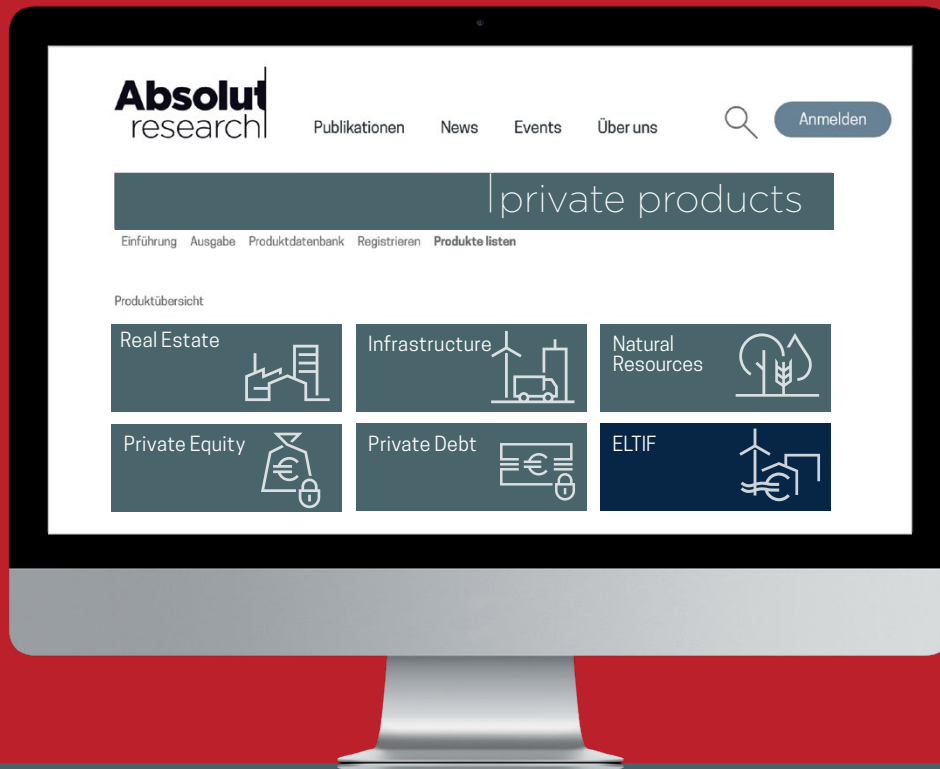 Absolut
research
Publikationen News Events Über uns
Anmelden
private products
Einführung Ausgabe Produktdatenbank Registrieren Produkte listen
Produktübersicht
Real Estate
Infrastructure
Natural
Resources
Private Equity
Private Debt
ELTIF